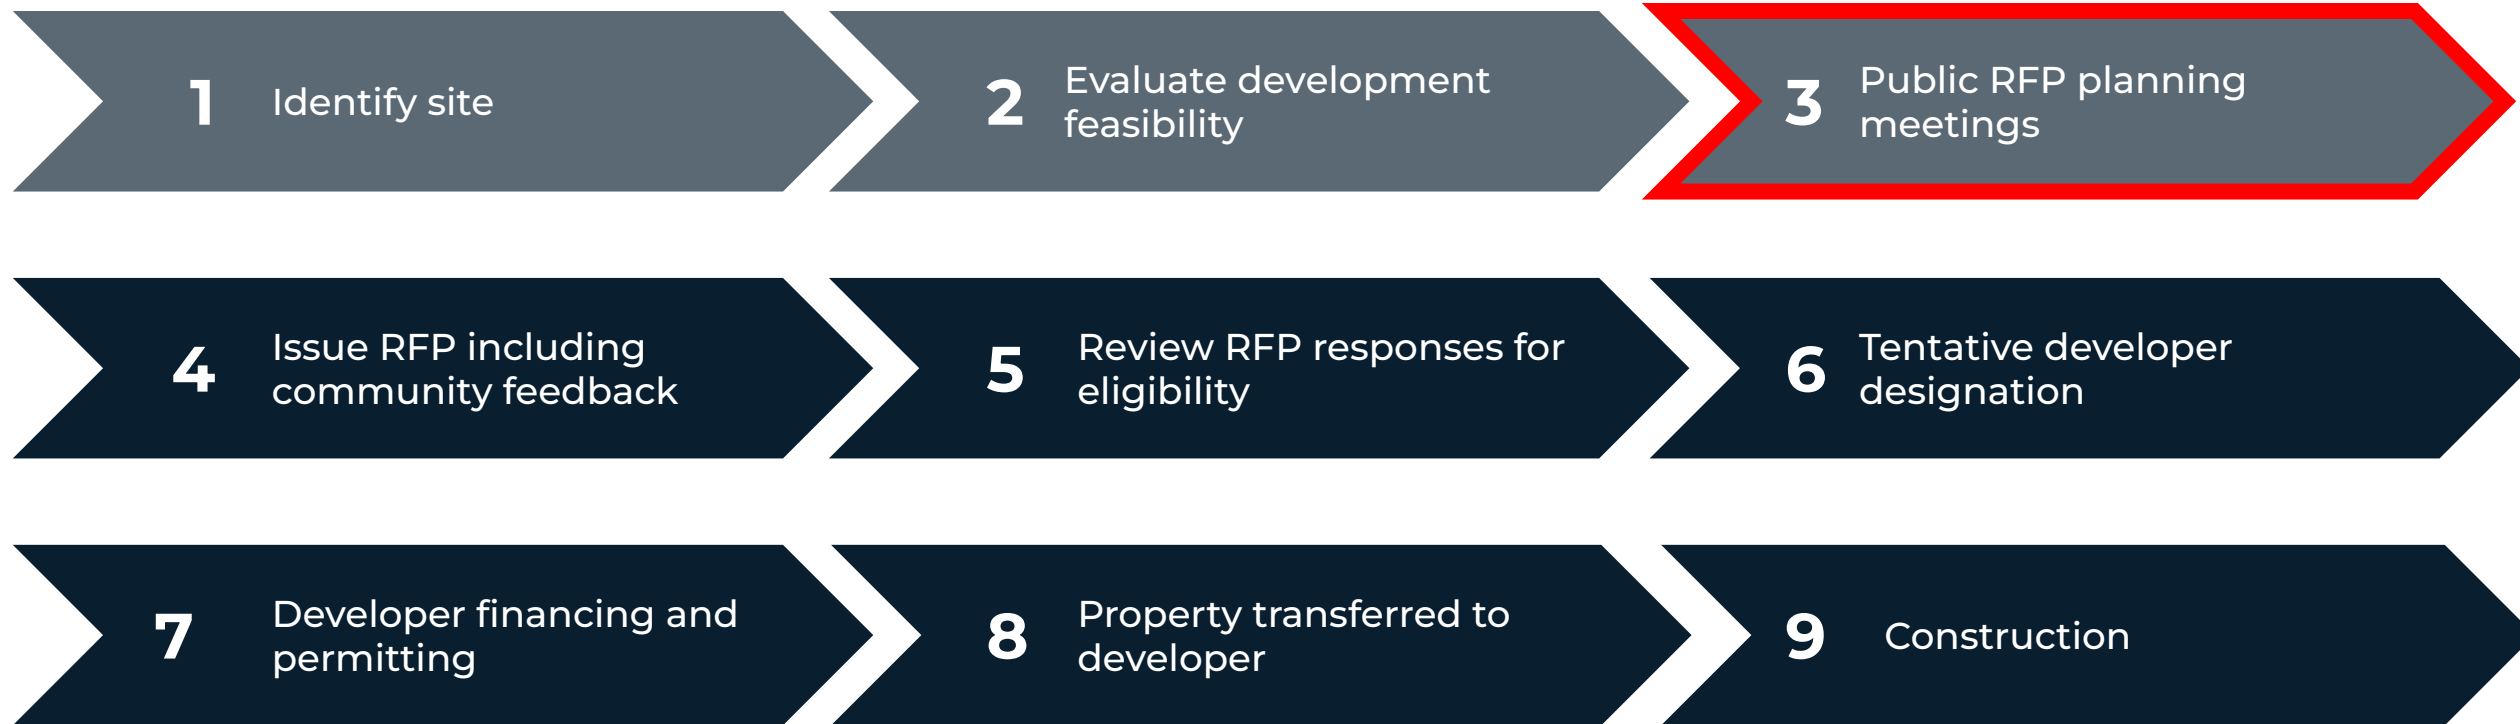 1
Identify site
2
Evaluate development
feasibility
3
Public RFP planning
meetings
4
Issue RFP including
community feedback
5
Review RFP responses for
eligibility
6
Tentative developer
designation
7
Developer financing and
permitting
8
Property transferred to
developer
9
Construction